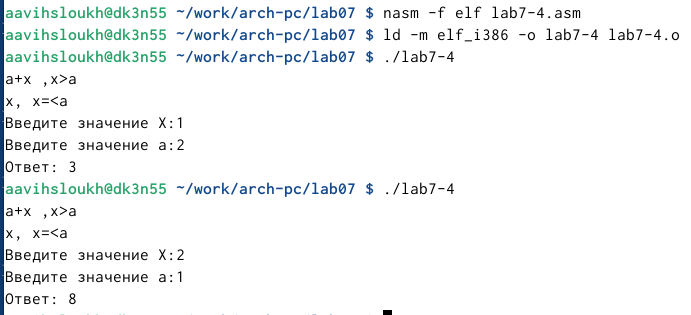 aavihsloukh@dk3n55 ~/work/arch-pc/lab07 $ nasm -f elf lab7-4.asm
aavihsloukh@dk3n55 ~/work/arch-pc/lab07 $ ld -m elf_i386 -o lab7-4 lab7-4.o
aavihsloukh@dk3n55 ~/work/arch-pc/lab07 $ ./lab7-4
a+x ,x>a
x, x=<a
Введите значение X:1
Введите значение a:2
Ответ: 3
aavihsloukh@dk3n55 ~/work/arch-pc/lab07 $ ./lab7-4
a+x ,x>a
x, x=<a
Введите значение X:2
Введите значение a:1
Ответ: 8